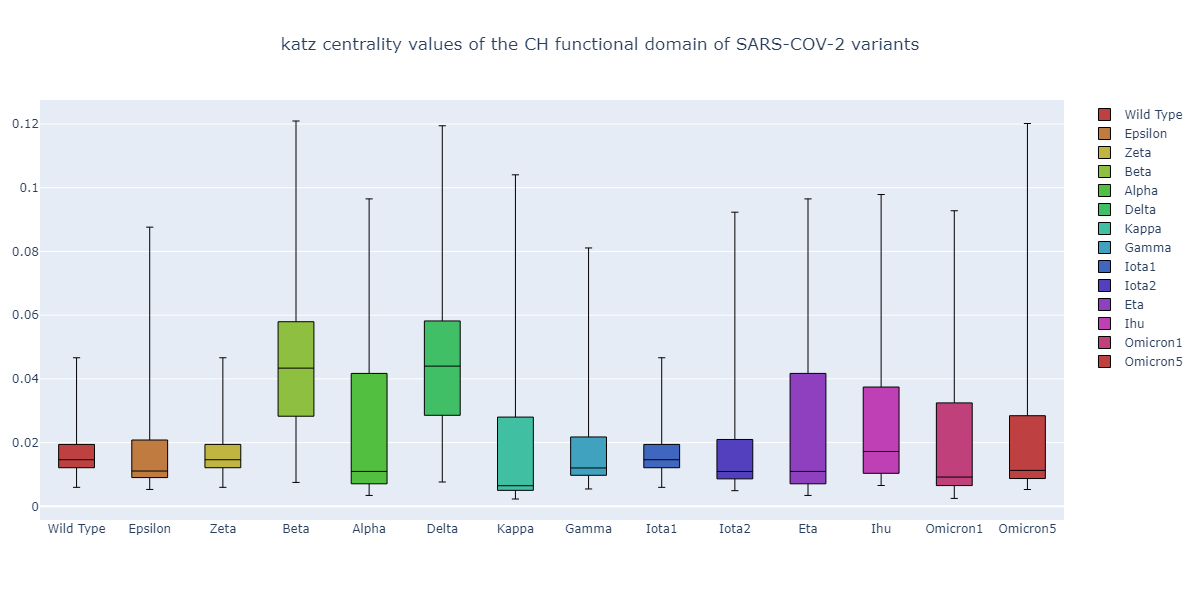 katz centrality values of the CH functional domain of SARS-COV-2 variants
0.12
0.1
0.08
0.06
0.04
0.02
0
Wild Type Epsilon Zeta Beta Alpha Delta Kappa Gamma Iota1 Iota2 Eta Ihu Omicron1 Omicron5
Wild Type
Epsilon
Zeta
Beta
Alpha
Delta
Kappa
Gamma
Iota1
Iota2
Eta
Ihu
Omicron1
Omicron5